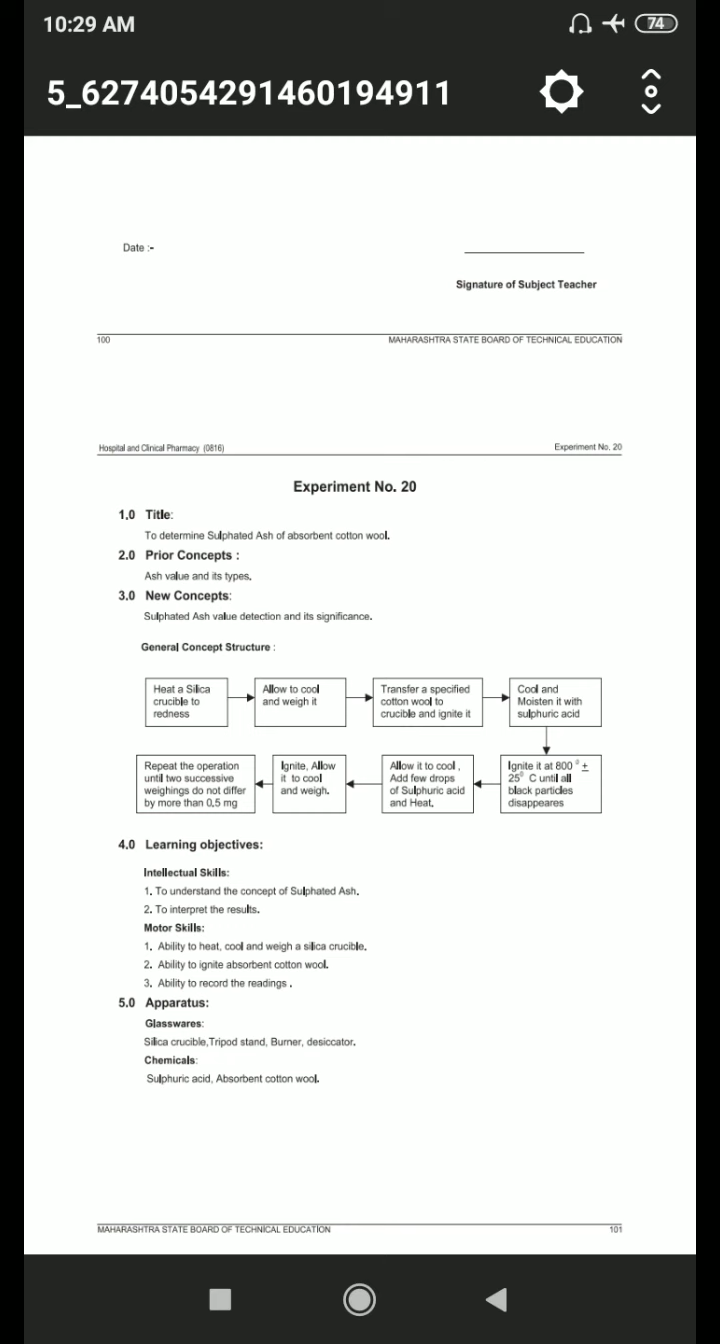 10:29 AM
74
5_6274054291460194911
Date :-
Signature of Subject Teacher
100 MAHARASHTRA STATE BOARD OF TECHNICAL EDUCATION
Hospital and Clinical Pharmacy (0816) Experiment No. 20
Experiment No. 20
1.0 Title:
To determine Sulphated Ash of absorbent cotton wool.
2.0 Prior Concepts :
Ash value and its types.
3.0 New Concepts:
Sulphated Ash value detection and its significance.
General Concept Structure :
Heat a Silica
crucible to
redness
Allow to cool
and weigh it
Transfer a specified
cotton wool to
crucible and ignite it
Cool and
Moisten it with
sulphuric acid
Ignite it at 800 ° ±
25° C until all
black particles
disappeares
Allow it to cool ,
Add few drops
of Sulphuric acid
and Heat.
Ignite, Allow
it to cool
and weigh.
Repeat the operation
until two successive
weighings do not differ
by more than 0.5 mg
4.0 Learning objectives:
Intellectual Skills:
1. To understand the concept of Sulphated Ash.
2. To interpret the results.
Motor Skills:
1. Ability to heat, cool and weigh a silica crucible.
2. Ability to ignite absorbent cotton wool.
3. Ability to record the readings .
5.0 Apparatus:
Glasswares:
Silica crucible,Tripod stand, Burner, desiccator.
Chemicals:
Sulphuric acid, Absorbent cotton wool.
MAHARASHTRA STATE BOARD OF TECHNICAL EDUCATION 101